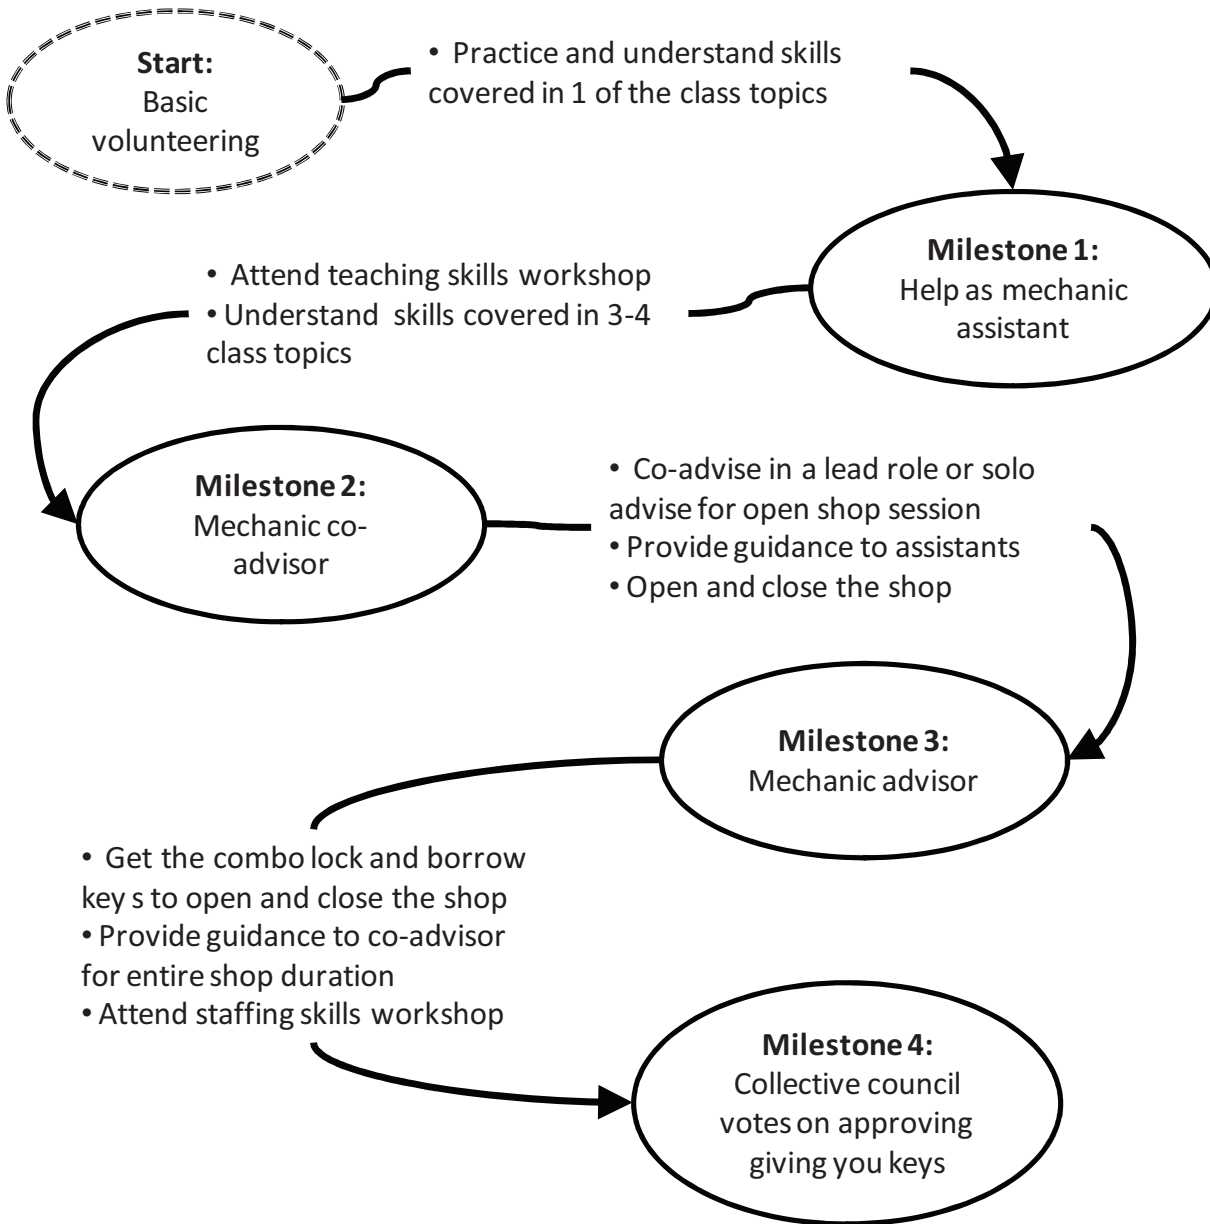 Start:
Basic
volunteering
• Practice and understand skills
covered in 1 of the class topics
Milestone 1:
Help as mechanic
assistant
• Attend teaching skills workshop
• Understand skills covered in 3-4
class topics
Milestone 2:
Mechanic co-
advisor
• Co-advise in a lead role or solo
advise for open shop session
• Provide guidance to assistants
• Open and close the shop
Milestone 3:
Mechanic advisor
• Get the combo lock and borrow
key s to open and close the shop
• Provide guidance to co-advisor
for entire shop duration
• Attend staffing skills workshop
Milestone 4:
Collective council
votes on approving
giving you keys